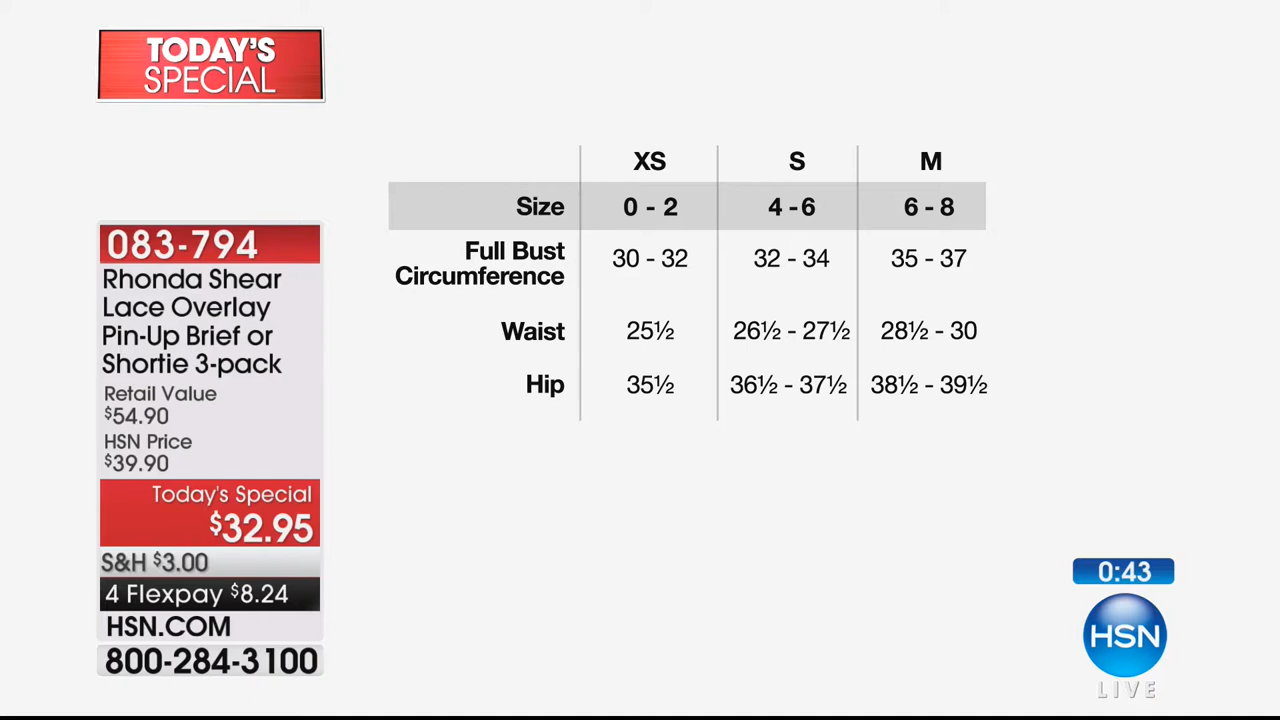 TODAY'S
SPECIAL
XS S M
Size 0 - 2 4 - 6 6 - 8
Full Bust
Circumference 30 - 32 32 - 34 35 - 37
Waist 25½ 26½ - 27½ 28½ - 30
Hip 35½ 36½ - 37½ 38½ - 39½
083-794
Rhonda Shear
Lace Overlay
Pin-Up Brief or
Shortie 3-pack
Retail Value
$54.90
HSN Price
$39.90
Today's Special
$32.95
S&H $3.00
4 Flexpay $8.24
HSN.COM
800-284-3100
0:43
HSN
LIVE